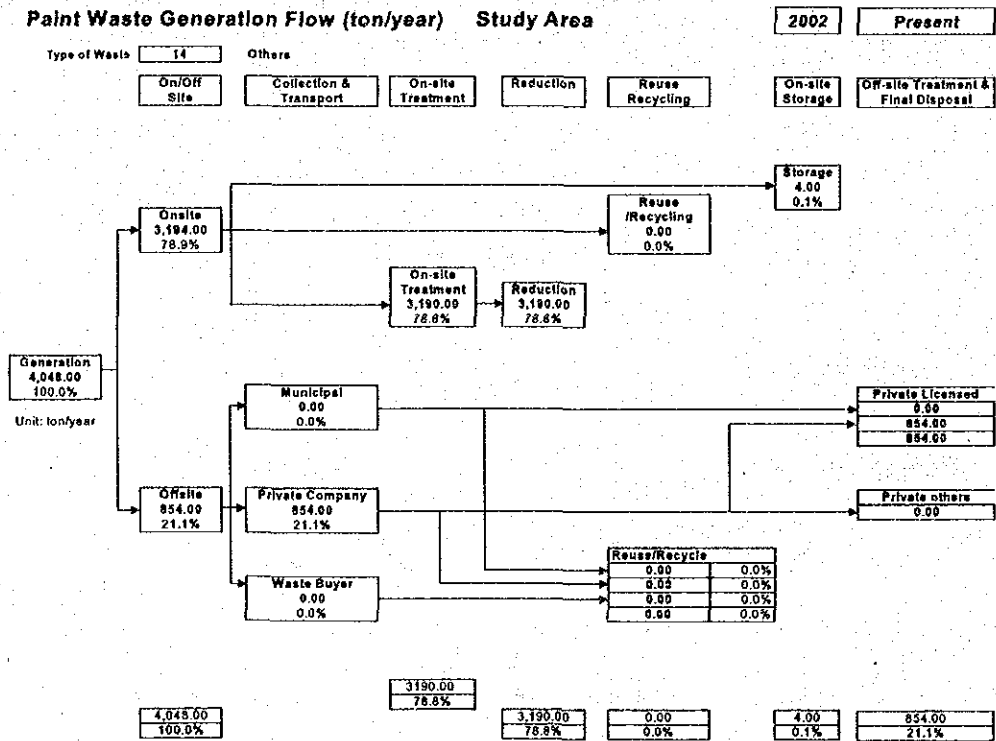 Paint Waste Generation Flow (ton/year) Study Area 2002 Present
Type of Waste 14 Others
On/Off Site
Collection & Transport
On-site Treatment
Reduction
Reuse Recycling
On-site Storage
Off-site Treatment & Final Disposal
Storage
4.00
0.1%
Onsite
3,194.00
78.9%
Reuse
/Recycling
0.00
0.0%
On-site
Treatment
3,190.00
78.8%
Reduction
3,190.00
78.8%
Generation
4,048.00
100.0%
Unit: ton/year
Municipal
0.00
0.0%
Private Licensed
0.00
854.00
854.00
Offsite
854.00
21.1%
Private Company
854.00
21.1%
Private others
0.00
Reuse/Recycle
0.00 0.0%
0.00 0.0%
0.00 0.0%
0.00 0.0%
Waste Buyer
0.00
0.0%
3190.00
78.8%
4,048.00
100.0%
3,190.00
78.8%
0.00
0.0%
4.00
0.1%
854.00
21.1%